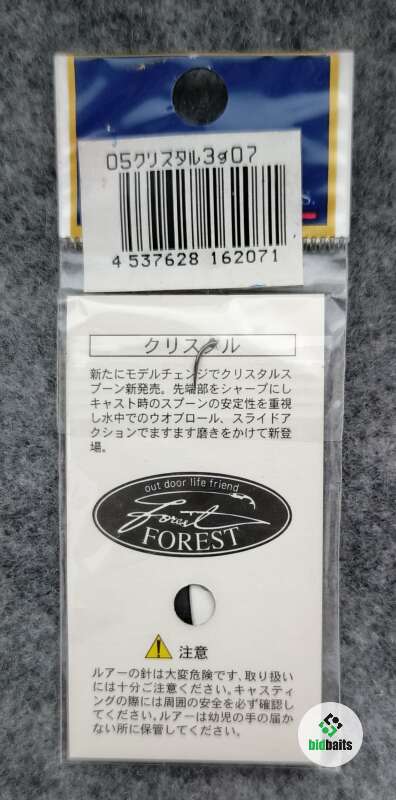 05クリスタル3g07
4 537628 162071
クリスタル
新たにモデルチェンジでクリスタルス
プーン新発売。先端部をシャープにし
キャスト時のスプーンの安定性を重視
し水中でのウオブロール、スライドア
クションでますます磨きをかけて新登
場。
out door life friend
Forest
FOREST
注意
ルアーの針は大変危険です、取り扱い
には十分ご注意ください。キャスティ
ングの際には周囲の安全を必ず確認し
てください。ルアーは幼児の手の届か
ない所に保管してください。
bidbaits